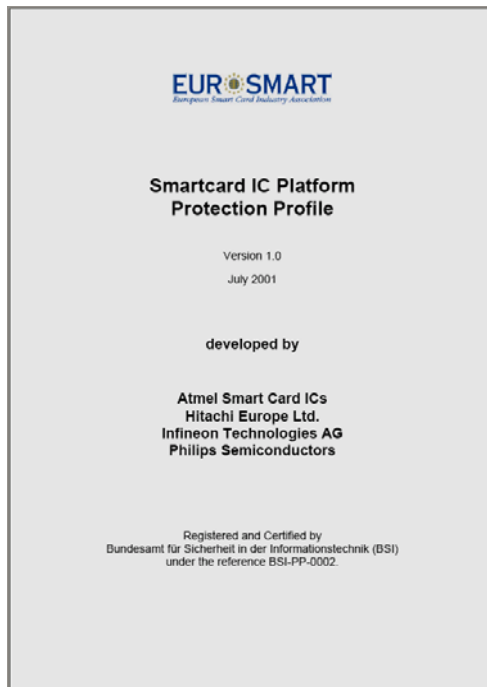 EUROSMART
European Smart Card Industry Association
Smartcard IC Platform
Protection Profile
Version 1.0
July 2001
developed by
Atmel Smart Card ICs
Hitachi Europe Ltd.
Infineon Technologies AG
Philips Semiconductors
Registered and Certified by
Bundesamt für Sicherheit in der Informationstechnik (BSI)
under the reference BSI-PP-0002.